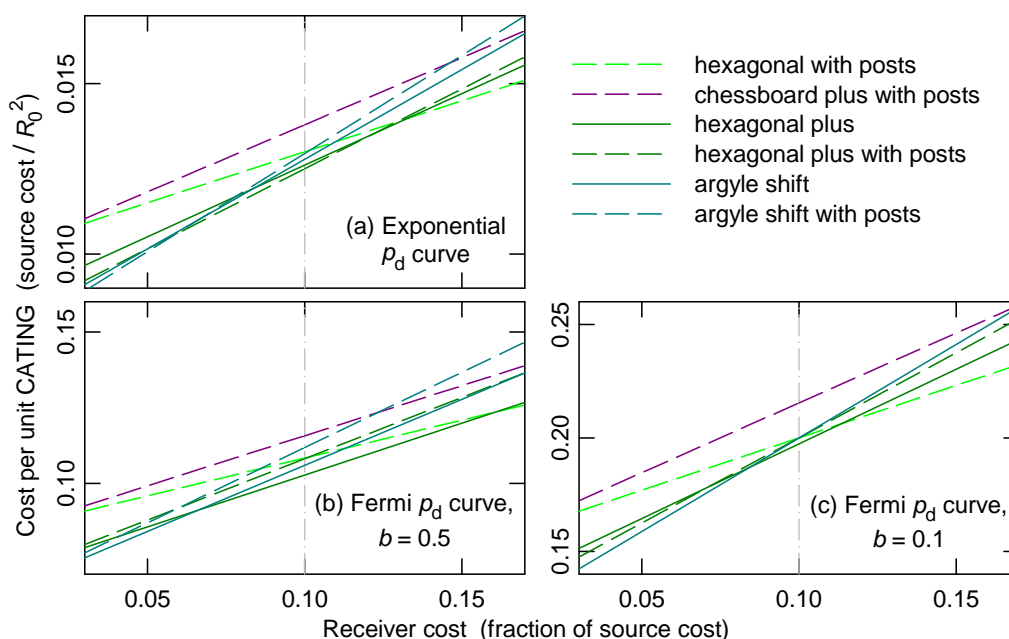 Cost per unit CATING (source cost / R₀²)
0.010
0.015
(a) Exponential
p_d curve
hexagonal with posts
chessboard plus with posts
hexagonal plus
hexagonal plus with posts
argyle shift
argyle shift with posts
0.10
0.15
(b) Fermi p_d curve,
b = 0.5
0.15
0.20
0.25
(c) Fermi p_d curve,
b = 0.1
0.05
0.10
0.15
0.05
0.10
0.15
Receiver cost (fraction of source cost)